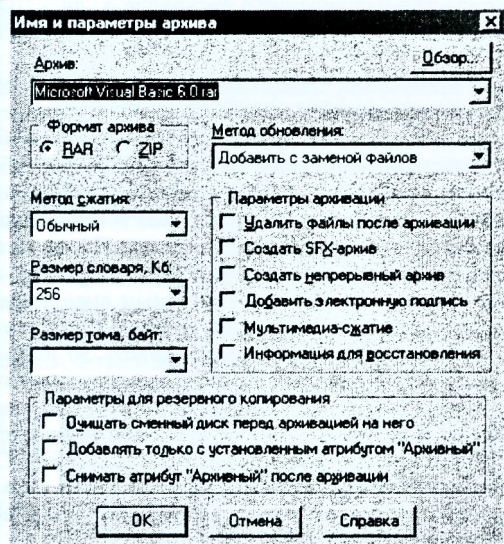 Имя и параметры архива
Обзор...
Архив:
Microsoft Visual Basic 6.0.rar
Формат архива
RAR
ZIP
Метод обновления:
Добавить с заменой файлов
Метод сжатия:
Обычный
Размер словаря, Кб:
256
Размер тома, байт:
Параметры архивации
Удалить файлы после архивации
Создать SFX-архив
Создать непрерывный архив
Добавить электронную подпись
Мультимедиа-сжатие
Информация для восстановления
Параметры для резервного копирования
Очищать сменный диск перед архивацией на него
Добавлять только с установленным атрибутом "Архивный"
Снимать атрибут "Архивный" после архивации
OK
Отмена
Справка